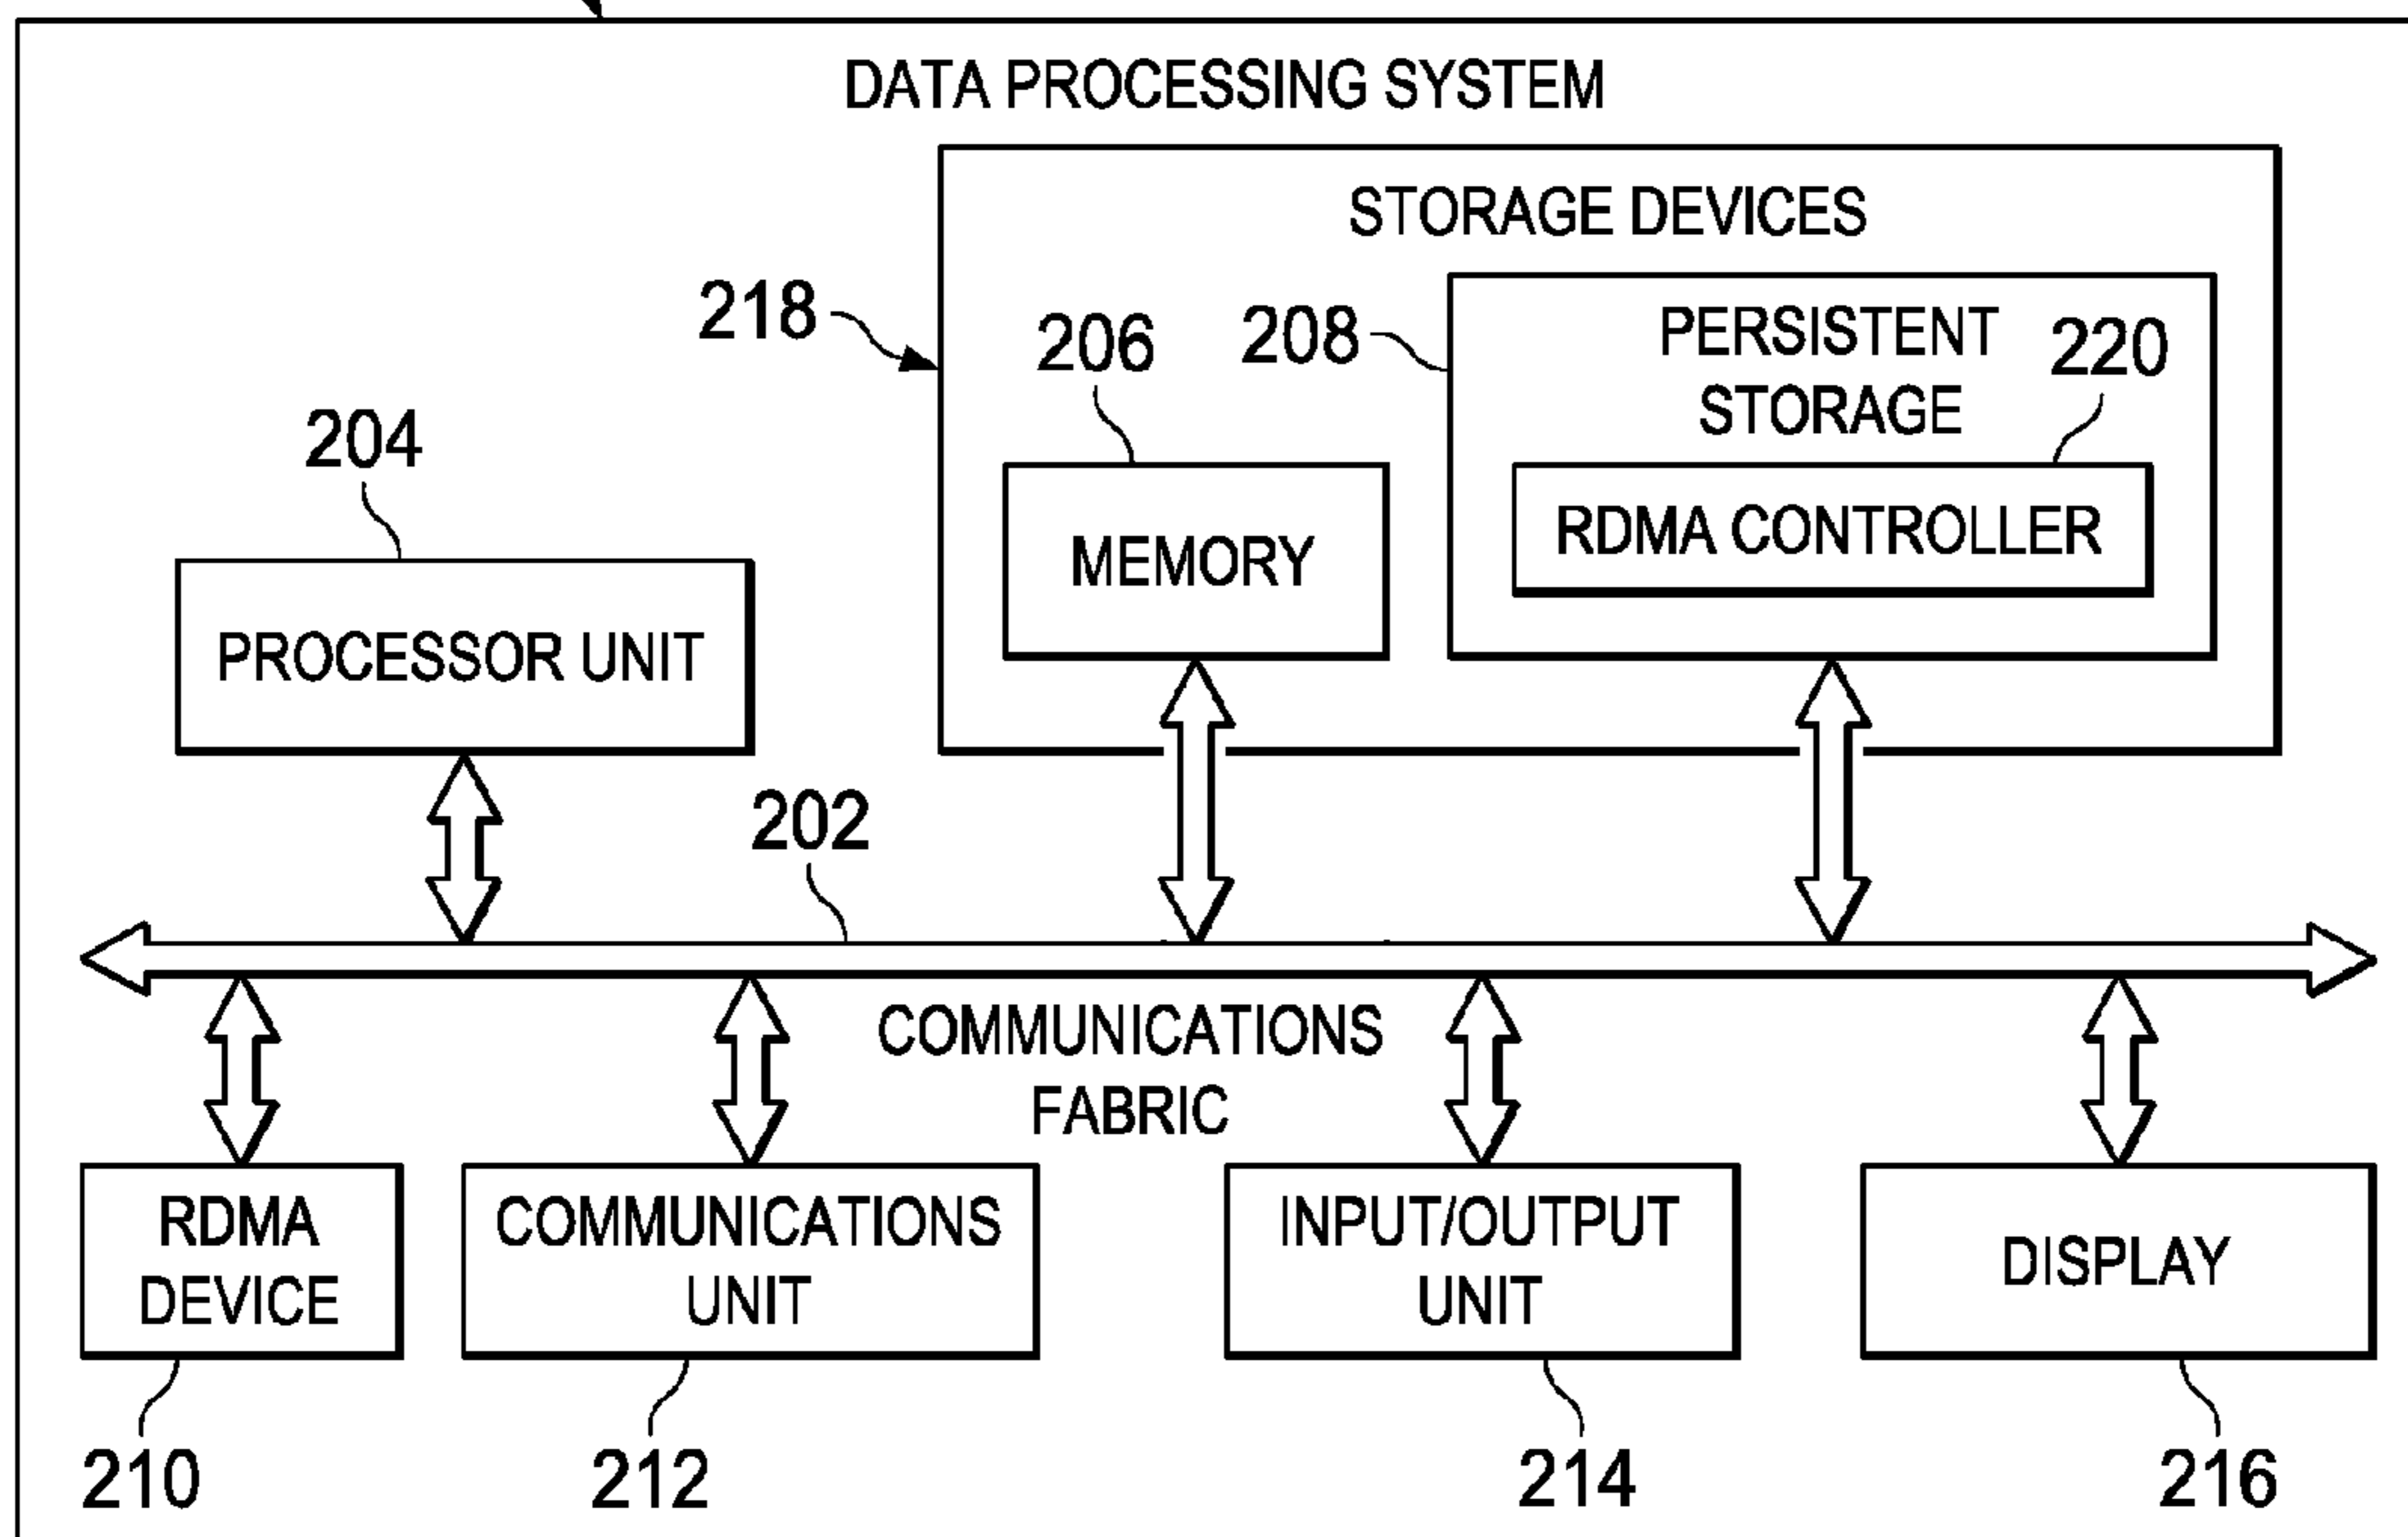 DATA PROCESSING SYSTEM
STORAGE DEVICES
218
206
208
PERSISTENT
STORAGE
220
204
MEMORY
RDMA CONTROLLER
PROCESSOR UNIT
202
COMMUNICATIONS
FABRIC
RDMA
DEVICE
COMMUNICATIONS
UNIT
INPUT/OUTPUT
UNIT
DISPLAY
210
212
214
216